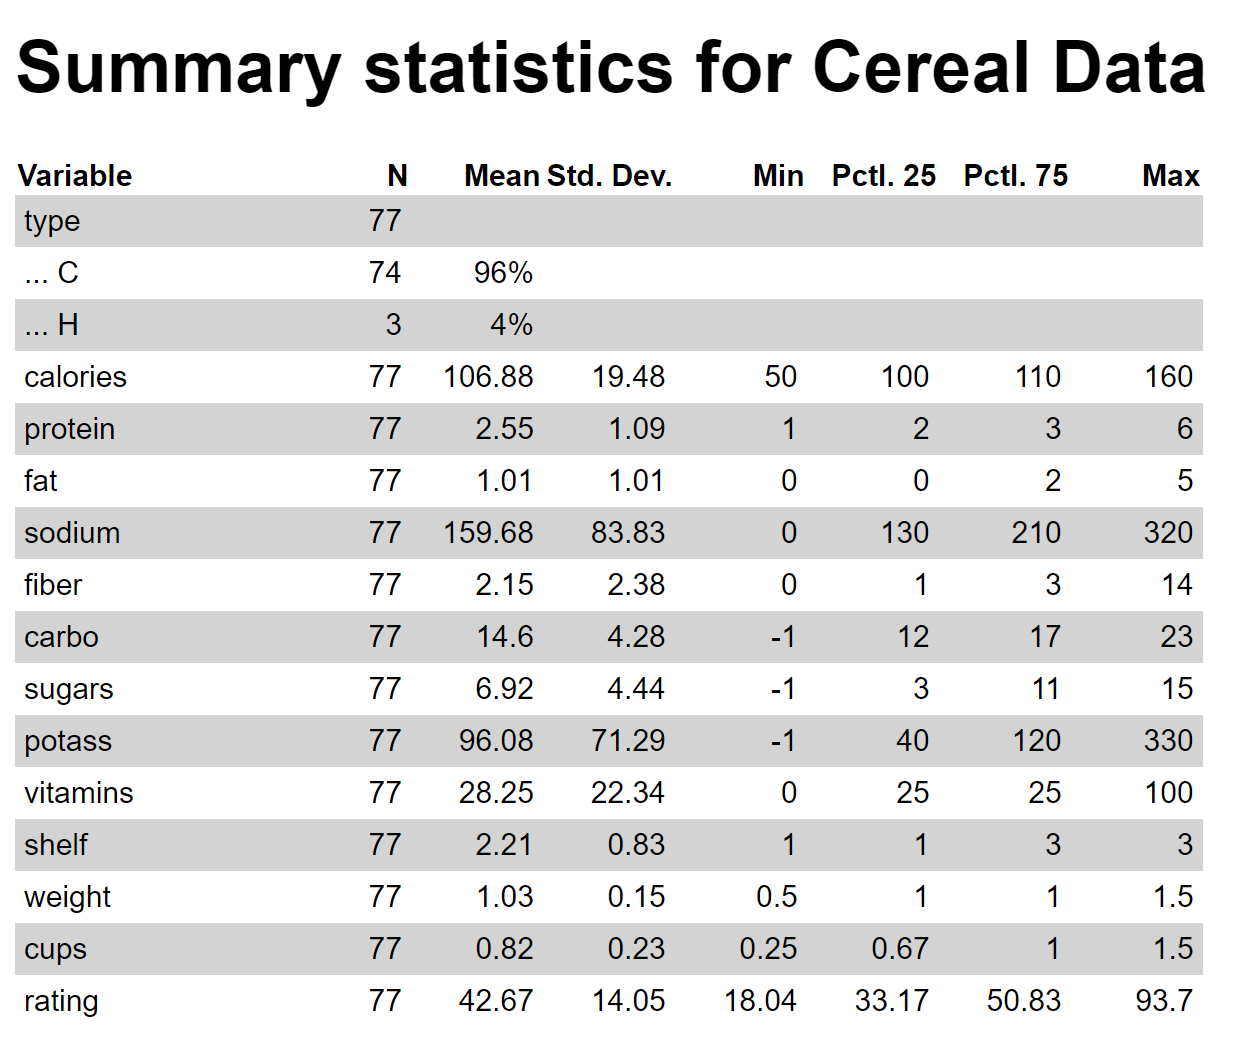 Summary statistics for Cereal Data
Variable N Mean Std. Dev. Min Pctl. 25 Pctl. 75 Max
type 77
... C 74 96%
... H 3 4%
calories 77 106.88 19.48 50 100 110 160
protein 77 2.55 1.09 1 2 3 6
fat 77 1.01 1.01 0 0 2 5
sodium 77 159.68 83.83 0 130 210 320
fiber 77 2.15 2.38 0 1 3 14
carbo 77 14.6 4.28 -1 12 17 23
sugars 77 6.92 4.44 -1 3 11 15
potass 77 96.08 71.29 -1 40 120 330
vitamins 77 28.25 22.34 0 25 25 100
shelf 77 2.21 0.83 1 1 3 3
weight 77 1.03 0.15 0.5 1 1 1.5
cups 77 0.82 0.23 0.25 0.67 1 1.5
rating 77 42.67 14.05 18.04 33.17 50.83 93.7